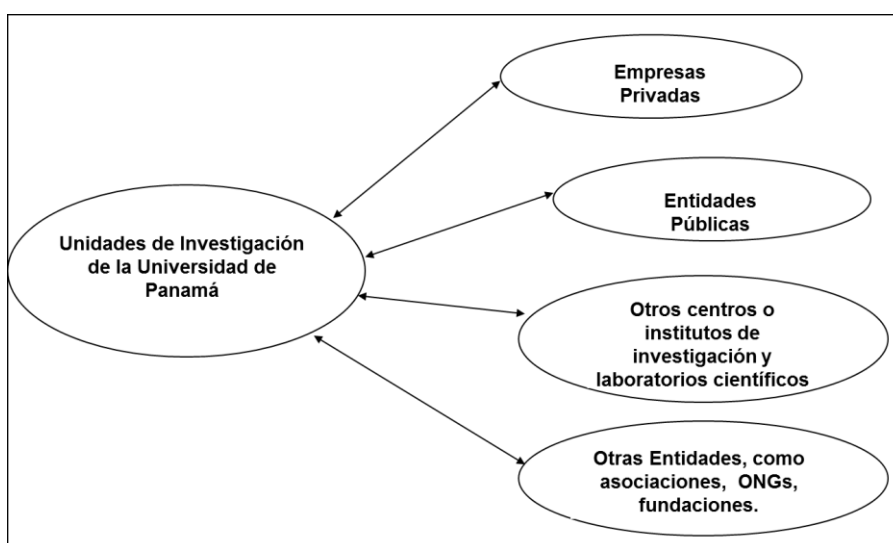 Empresas
Privadas
Entidades
Públicas
Unidades de Investigación
de la Universidad de
Panamá
Otros centros o
institutos de
investigación y
laboratorios científicos
Otras Entidades, como
asociaciones, ONGs,
fundaciones.